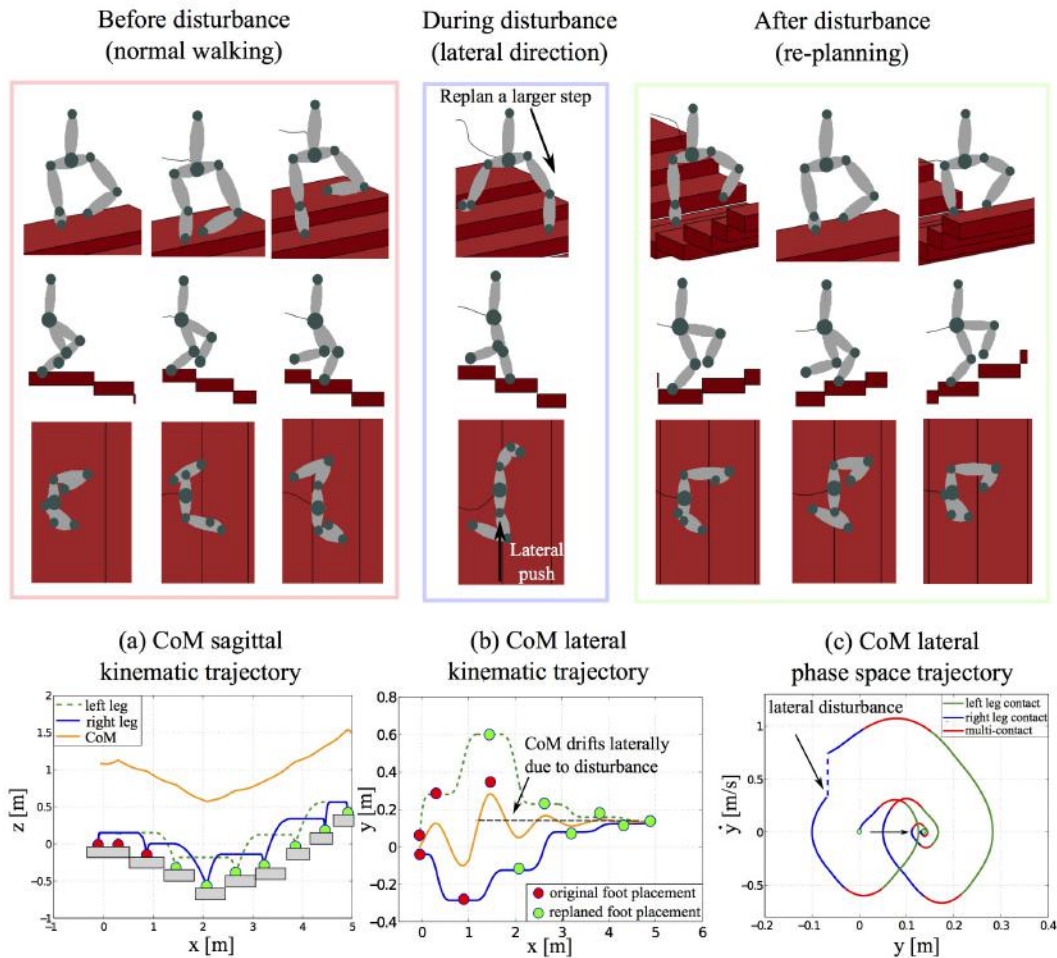 Before disturbance
(normal walking)
During disturbance
(lateral direction)
After disturbance
(re-planning)
Replan a larger step
Lateral
push
(a) CoM sagittal
kinematic trajectory
(b) CoM lateral
kinematic trajectory
(c) CoM lateral
phase space trajectory
left leg
right leg
CoM
z [m]
2
1.5
1
0.5
0
-0.5
-1
0
1
2
3
4
5
x [m]
CoM drifts laterally
due to disturbance
original foot placement
replaned foot placement
y [m]
0.8
0.6
0.4
0.2
0
-0.2
-0.4
0
1
2
3
4
5
6
x [m]
lateral disturbance
left leg contact
right leg contact
multi-contact
ẏ [m/s]
1
0.5
0
-0.5
-0.2
-0.1
0
0.1
0.2
0.3
0.4
y [m]